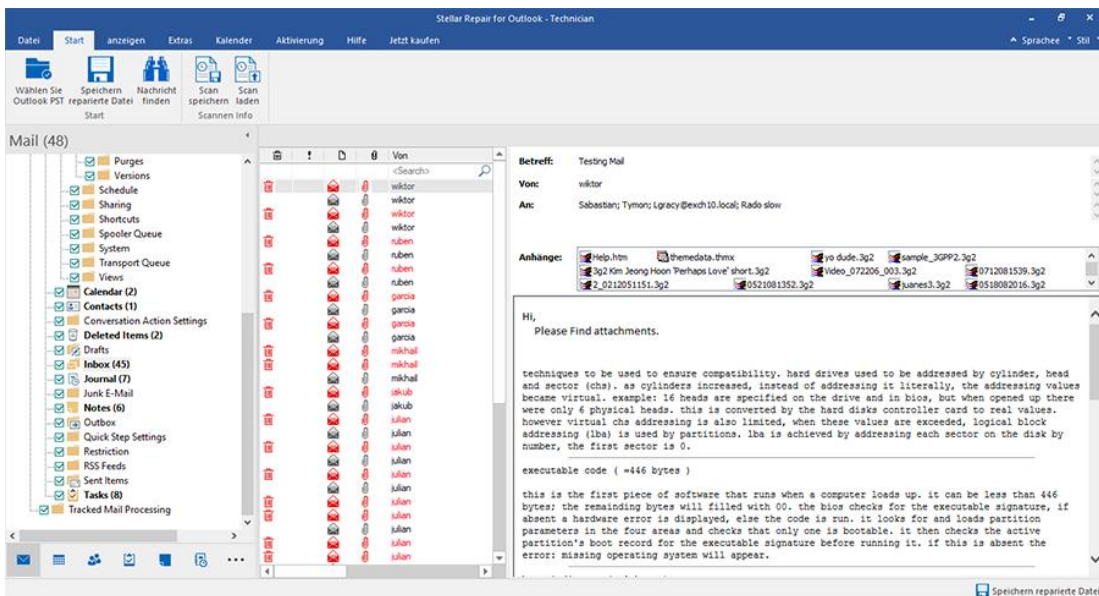 Stellar Repair for Outlook - Technician
Datei Start anzeigen Extras Kalender Aktivierung Hilfe Jetzt kaufen Sprachee Stil
Wählen Sie Outlook PST
Speichern reparierte Datei
Nachricht finden
Scan speichern
Scan laden
Start
Scannen Info
Mail (48)
Purges
Versions
Schedule
Sharing
Shortcuts
Spooler Queue
System
Transport Queue
Views
Calendar (2)
Contacts (1)
Conversation Action Settings
Deleted Items (2)
Drafts
Inbox (45)
Journal (7)
Junk E-Mail
Notes (6)
Outbox
Quick Step Settings
Restriction
RSS Feeds
Sent Items
Tasks (8)
Tracked Mail Processing
Von
<Search>
wiktor
wiktor
wiktor
wiktor
ruben
ruben
ruben
ruben
garcia
garcia
garcia
garcia
mikhail
mikhail
mikhail
jakub
jakub
julian
julian
julian
julian
julian
julian
julian
julian
julian
julian
julian
Betreff: Testing Mail
Von: wiktor
An: Sabastian; Tymon; Lgracy@exch10.local; Rado slow
Anhänge:
Help.htm themedata.thmx yo dude.3g2 sample_3GPP2.3g2
3g2 Kim Jeong Hoon 'Perhaps Love' short.3g2 Video_072206_003.3g2 0712081539.3g2
2_0212051151.3g2 0521081352.3g2 juanes3.3g2 0518082016.3g2
Hi,
Please Find attachments.
techniques to be used to ensure compatibility. hard drives used to be addressed by cylinder, head
and sector (chs). as cylinders increased, instead of addressing it literally, the addressing values
became virtual. example: 16 heads are specified on the drive and in bios, but when opened up there
were only 6 physical heads. this is converted by the hard disks controller card to real values.
however virtual chs addressing is also limited, when these values are exceeded, logical block
addressing (lba) is used by partitions. lba is achieved by addressing each sector on the disk by
number, the first sector is 0.
executable code ( =446 bytes )
this is the first piece of software that runs when a computer loads up. it can be less than 446
bytes; the remaining bytes will filled with 00. the bios checks for the executable signature, if
absent a hardware error is displayed, else the code is run. it looks for and loads partition
parameters in the four areas and checks that only one is bootable. it then checks the active
partition's boot record for the executable signature before running it. if this is absent the
error: missing operating system will appear.
Speichern reparierte Datei